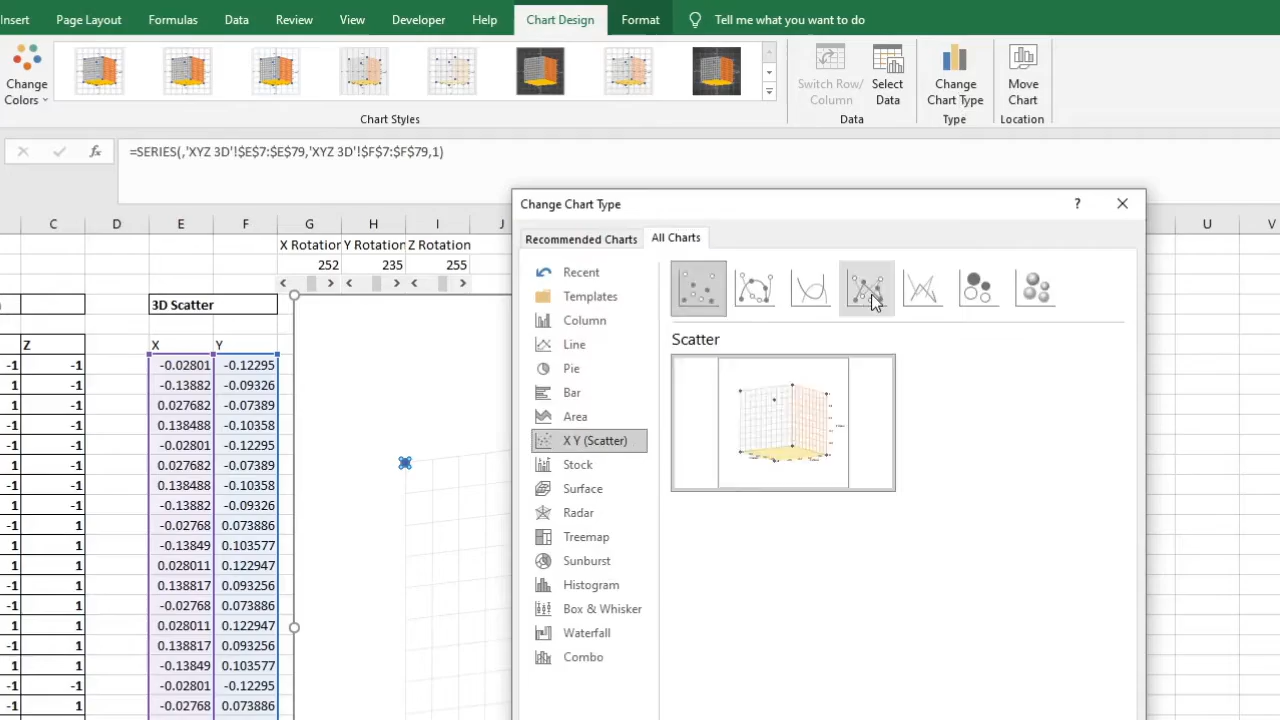 Insert Page Layout Formulas Data Review View Developer Help Chart Design Format Tell me what you want to do
Change
Colors
Switch Row/
Column
Select
Data
Change
Chart Type
Move
Chart
Chart Styles Data Type Location
fx =SERIES(,'XYZ 3D'!$E$7:$E$79,'XYZ 3D'!$F$7:$F$79,1)
C D E F G H I J U V
X Rotation Y Rotation Z Rotation
252 235 255
3D Scatter
Z X Y
-1 -1 -0.02801 -0.12295
1 -1 -0.13882 -0.09326
1 -1 0.027682 -0.07389
1 -1 0.138488 -0.10358
-1 -1 -0.02801 -0.12295
1 -1 0.027682 -0.07389
-1 -1 0.138488 -0.10358
1 -1 -0.13882 -0.09326
-1 1 -0.02768 0.073886
1 1 -0.13849 0.103577
1 1 0.028011 0.122947
-1 1 0.138817 0.093256
-1 1 -0.02768 0.073886
1 1 0.028011 0.122947
-1 1 0.138817 0.093256
1 1 -0.13849 0.103577
-1 -1 -0.02801 -0.12295
-1 1 -0.02768 0.073886
Change Chart Type
?
Recommended Charts All Charts
Recent
Templates
Column
Line
Pie
Bar
Area
X Y (Scatter)
Stock
Surface
Radar
Treemap
Sunburst
Histogram
Box & Whisker
Waterfall
Combo
Scatter